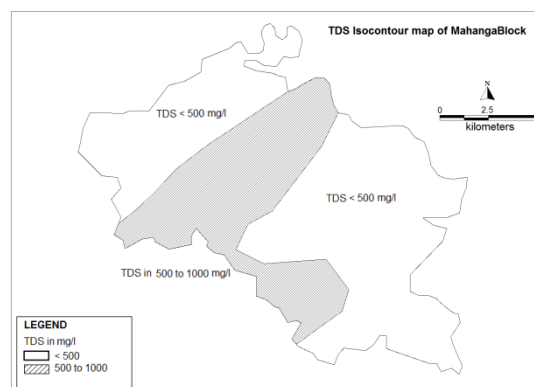 TDS Isocontour map of MahangaBlock
N
0 2.5
kilometers
TDS < 500 mg/l
TDS < 500 mg/l
TDS in 500 to 1000 mg/l
LEGEND
TDS in mg/l
< 500
500 to 1000